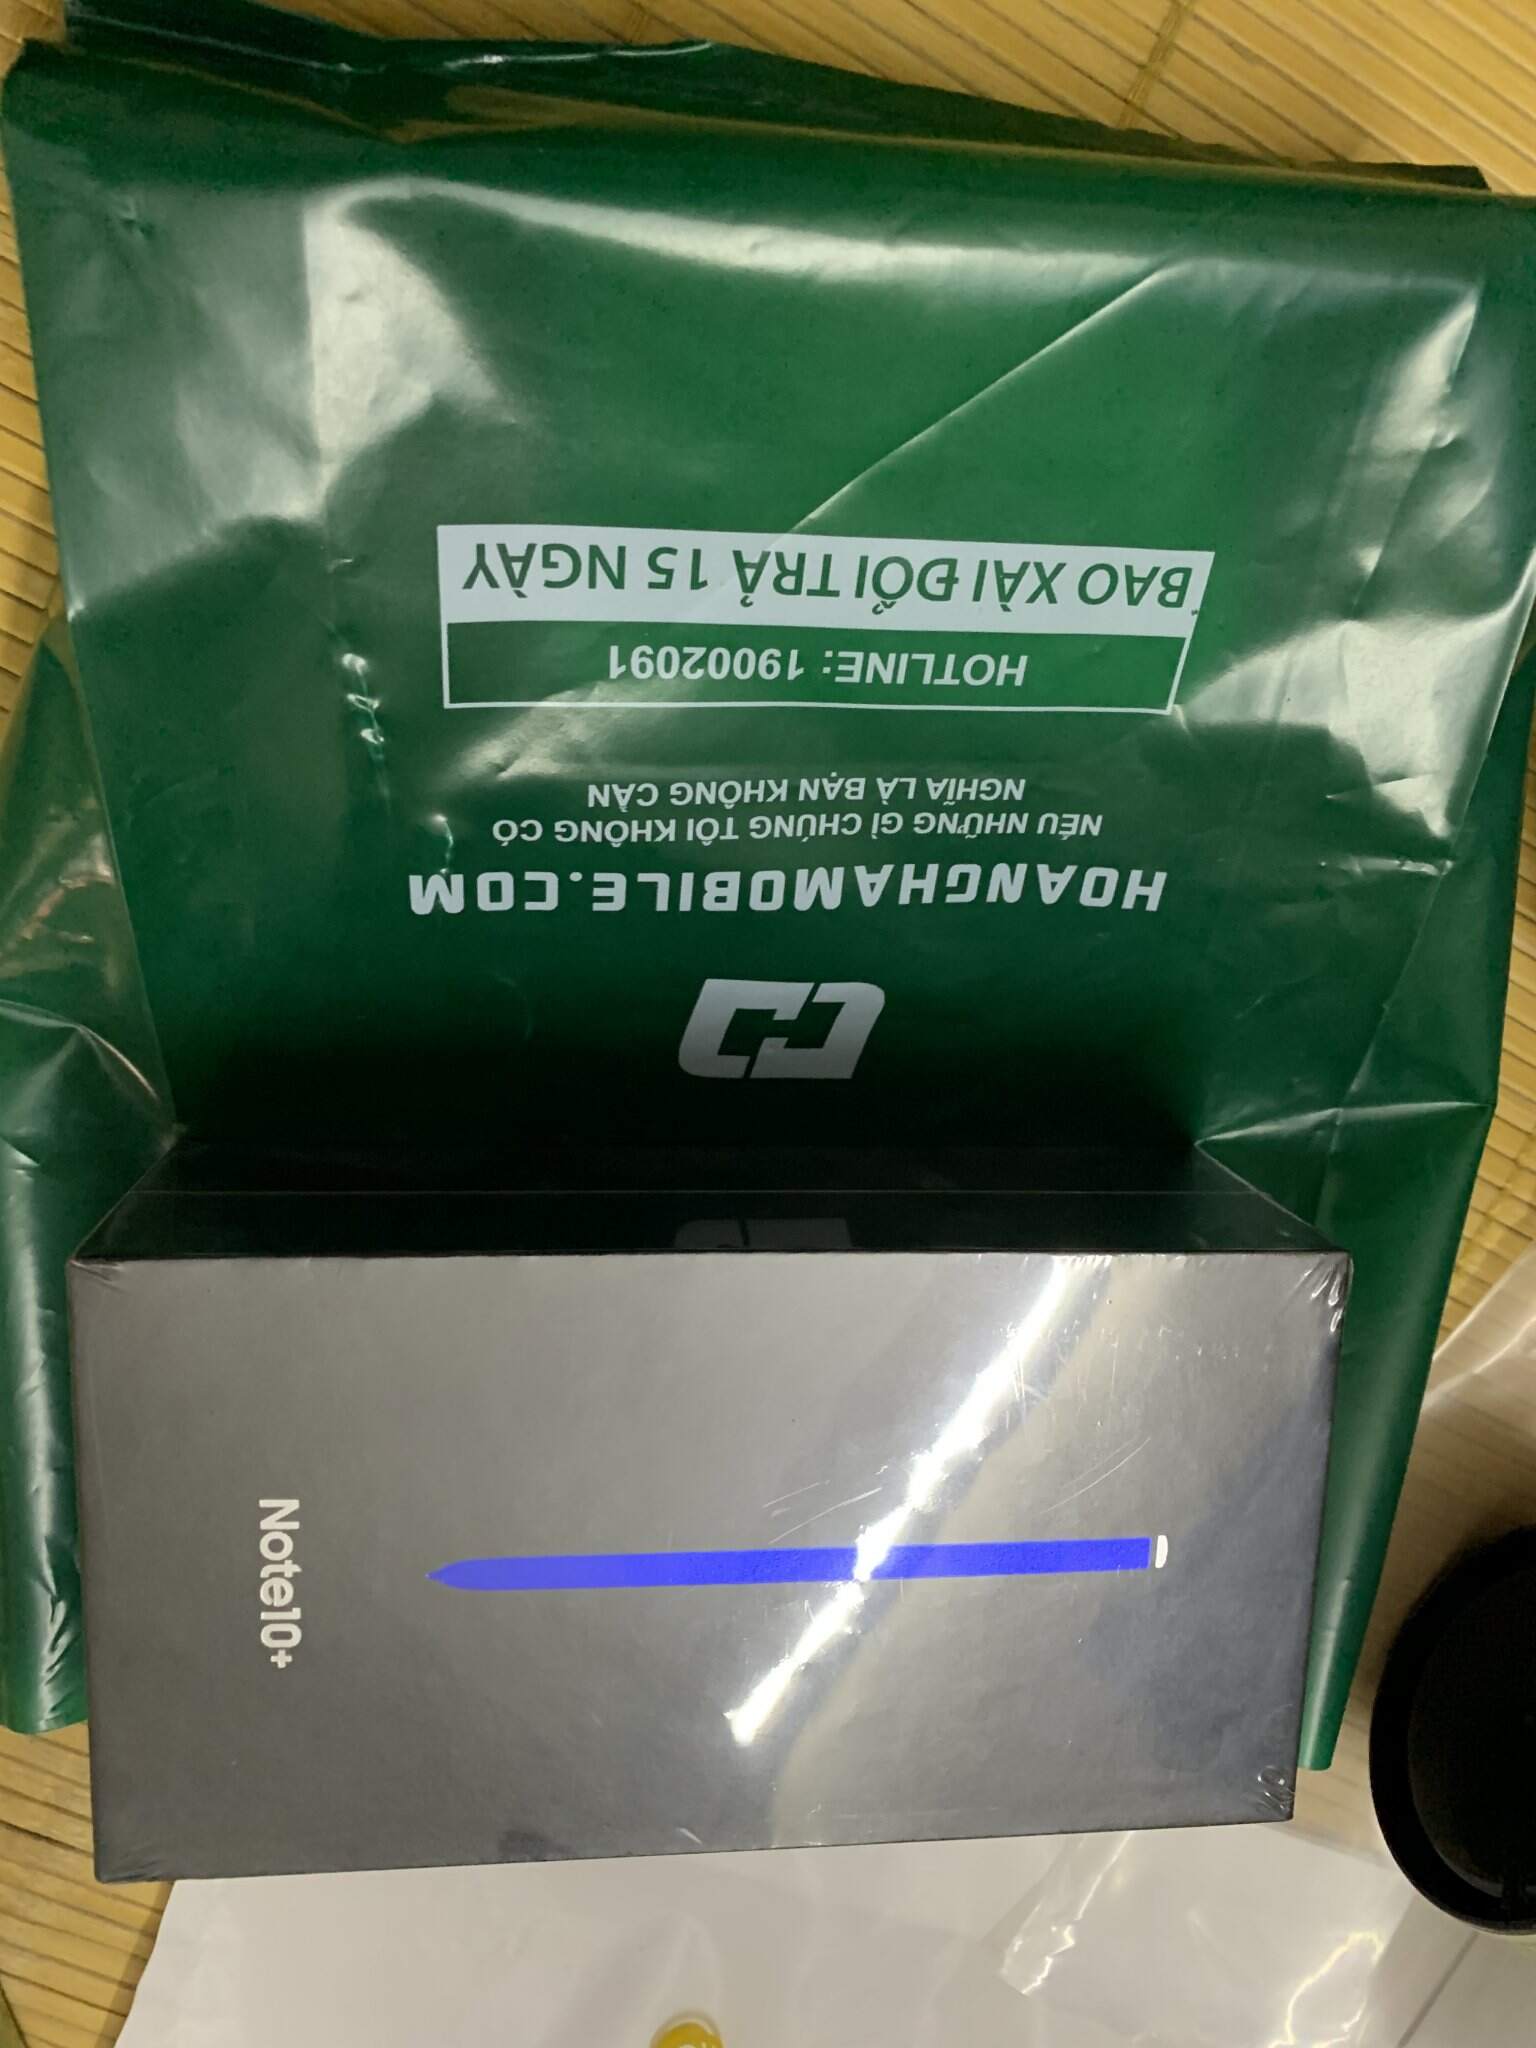 HOANGHAMOBILE.COM
NẾU NHỮNG GÌ CHÚNG TÔI KHÔNG CÓ
NGHĨA LÀ BẠN KHÔNG CẦN
HOTLINE: 19002091
BAO XÀI ĐỔI TRẢ 15 NGÀY
Note10+